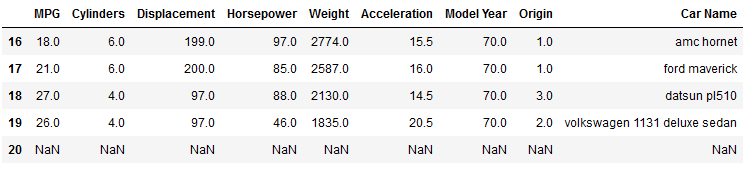 MPG Cylinders Displacement Horsepower Weight Acceleration Model Year Origin Car Name
16 18.0 6.0 199.0 97.0 2774.0 15.5 70.0 1.0 amc hornet
17 21.0 6.0 200.0 85.0 2587.0 16.0 70.0 1.0 ford maverick
18 27.0 4.0 97.0 88.0 2130.0 14.5 70.0 3.0 datsun pl510
19 26.0 4.0 97.0 46.0 1835.0 20.5 70.0 2.0 volkswagen 1131 deluxe sedan
20 NaN NaN NaN NaN NaN NaN NaN NaN NaN